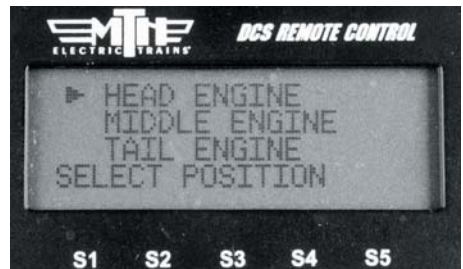 MTH DCS REMOTE CONTROL
ELECTRIC TRAINS
HEAD ENGINE
MIDDLE ENGINE
TAIL ENGINE
SELECT POSITION
S1 S2 S3 S4 S5